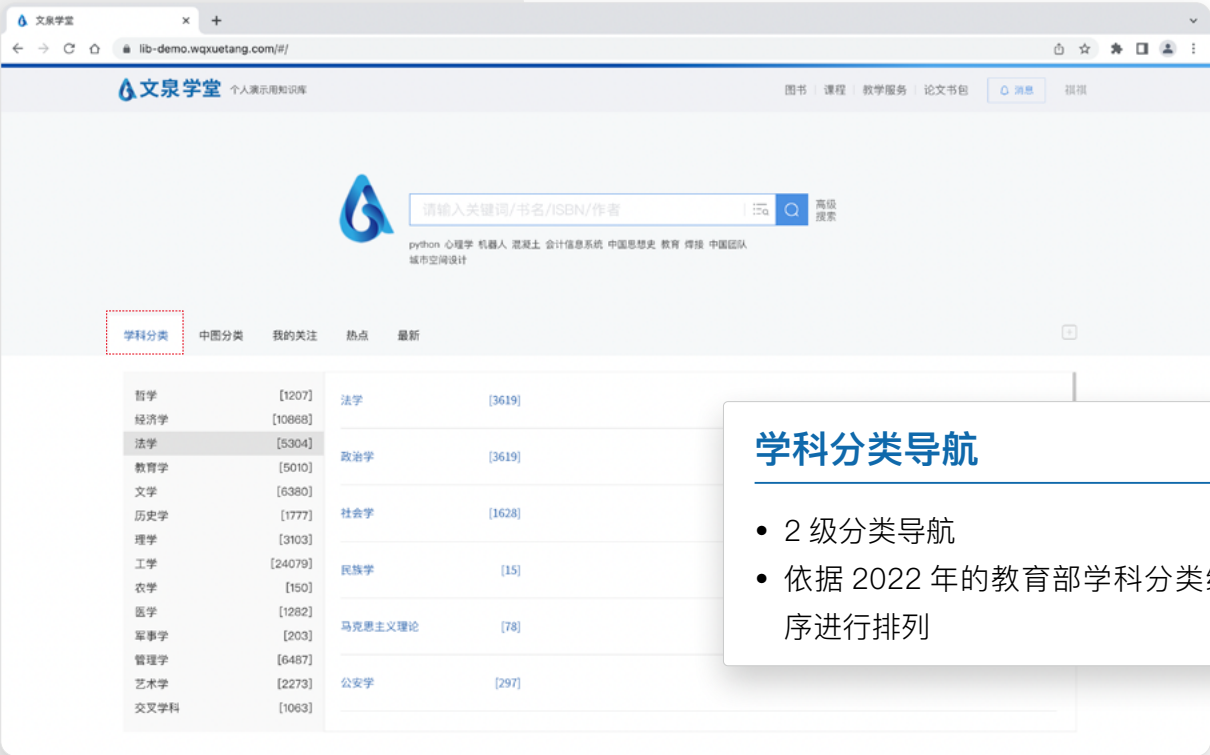 文泉学堂
lib-demo.wqxuetang.com/#/
文泉学堂 个人演示用知识库
图书 课程 教学服务 论文书包 消息 祺祺
请输入关键词/书名/ISBN/作者
高级
搜索
python 心理学 机器人 混凝土 会计信息系统 中国思想史 教育 焊接 中国团队
城市空间设计
学科分类 中图分类 我的关注 热点 最新
哲学 [1207]
经济学 [10868]
法学 [5304]
教育学 [5010]
文学 [6380]
历史学 [1777]
理学 [3103]
工学 [24079]
农学 [150]
医学 [1282]
军事学 [203]
管理学 [6487]
艺术学 [2273]
交叉学科 [1063]
法学 [3619]
政治学 [3619]
社会学 [1628]
民族学 [15]
马克思主义理论 [78]
公安学 [297]
学科分类导航
• 2 级分类导航
• 依据 2022 年的教育部学科分类
序进行排列